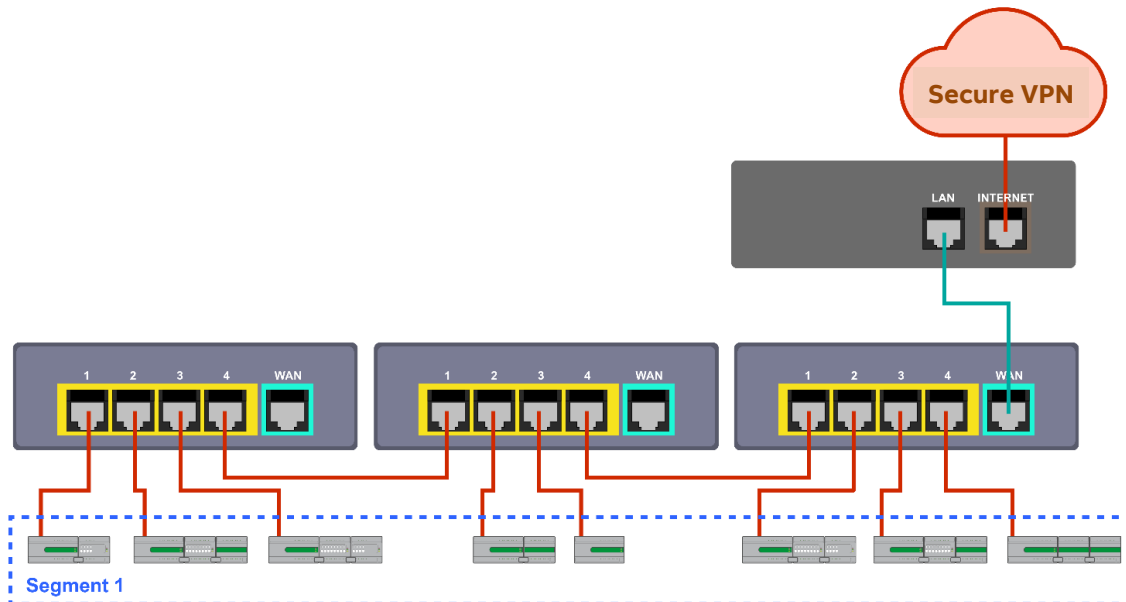 Secure VPN
LAN INTERNET
1 2 3 4 WAN
1 2 3 4 WAN
1 2 3 4 WAN
Segment 1